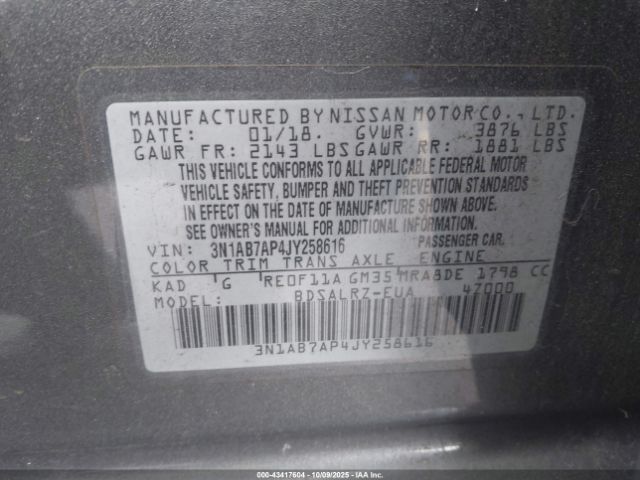 MANUFACTURED BY NISSAN MOTOR CO., LTD.
DATE: 01/18. GVWR: 3876 LBS
GAWR FR: 2143 LBS GAWR RR: 1881 LBS
THIS VEHICLE CONFORMS TO ALL APPLICABLE FEDERAL MOTOR
VEHICLE SAFETY, BUMPER AND THEFT PREVENTION STANDARDS
IN EFFECT ON THE DATE OF MANUFACTURE SHOWN ABOVE.
SEE OWNER'S MANUAL FOR MORE INFORMATION.
VIN: 3N1AB7AP4JY258616 PASSENGER CAR.
COLOR TRIM TRANS AXLE ENGINE
KAD G RE0F11A GM35 MRA8DE 1798 CC
MODEL: BDSALRZ-EUA 47000
3N1AB7AP4JY258616
000-43417604 | 10/09/2025 | IAAI.COM